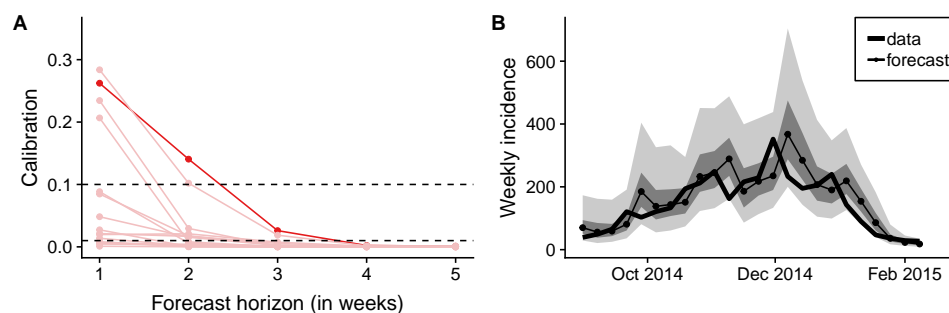 A
Calibration
0.3
0.2
0.1
0.0
1 2 3 4 5
Forecast horizon (in weeks)
B
Weekly incidence
600
400
200
0
Oct 2014 Dec 2014 Feb 2015
data
forecast